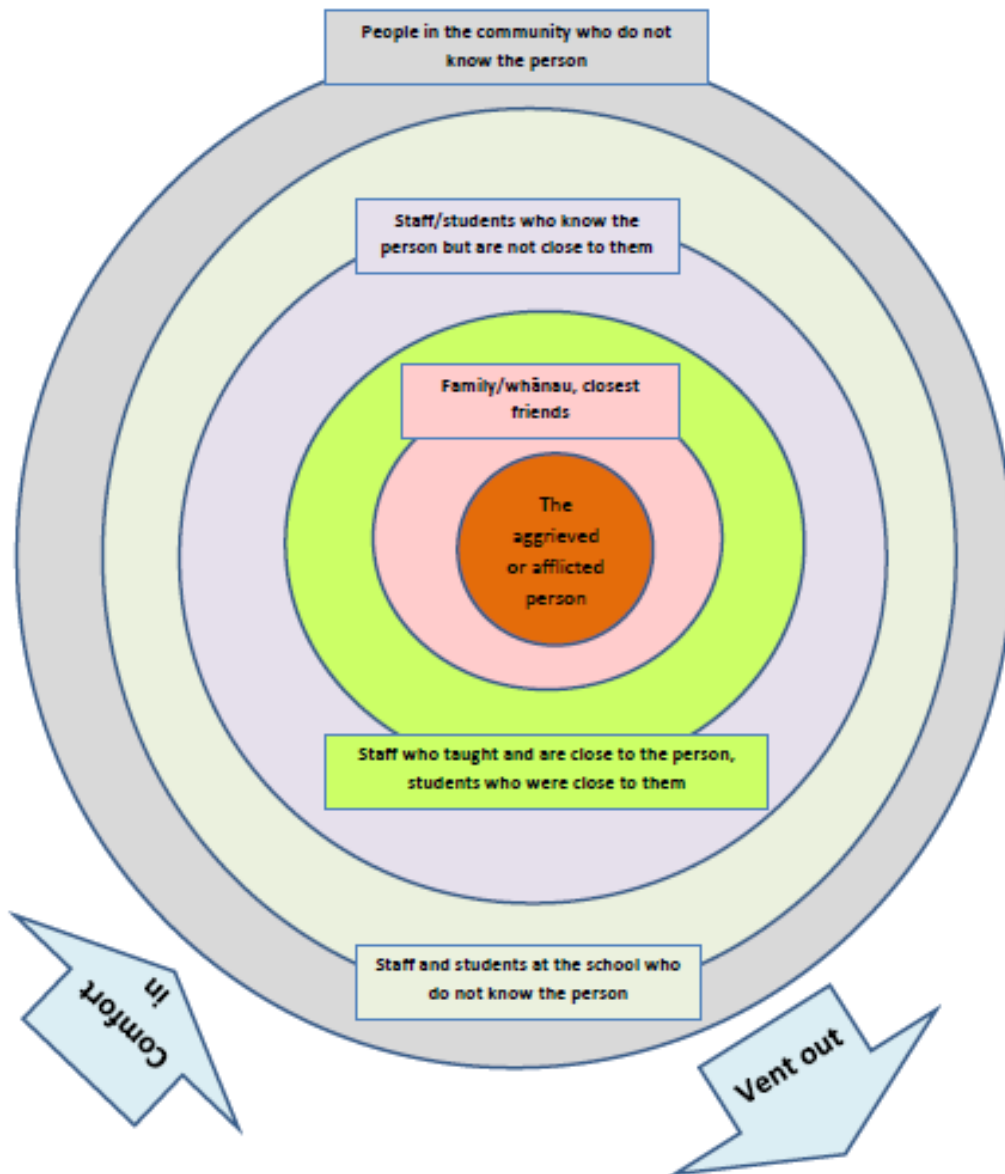 People in the community who do not
know the person
Staff/students who know the
person but are not close to them
Family/whānau, closest
friends
The
aggrieved
or afflicted
person
Staff who taught and are close to the person,
students who were close to them
Staff and students at the school who
do not know the person
Comfort
in
Vent out